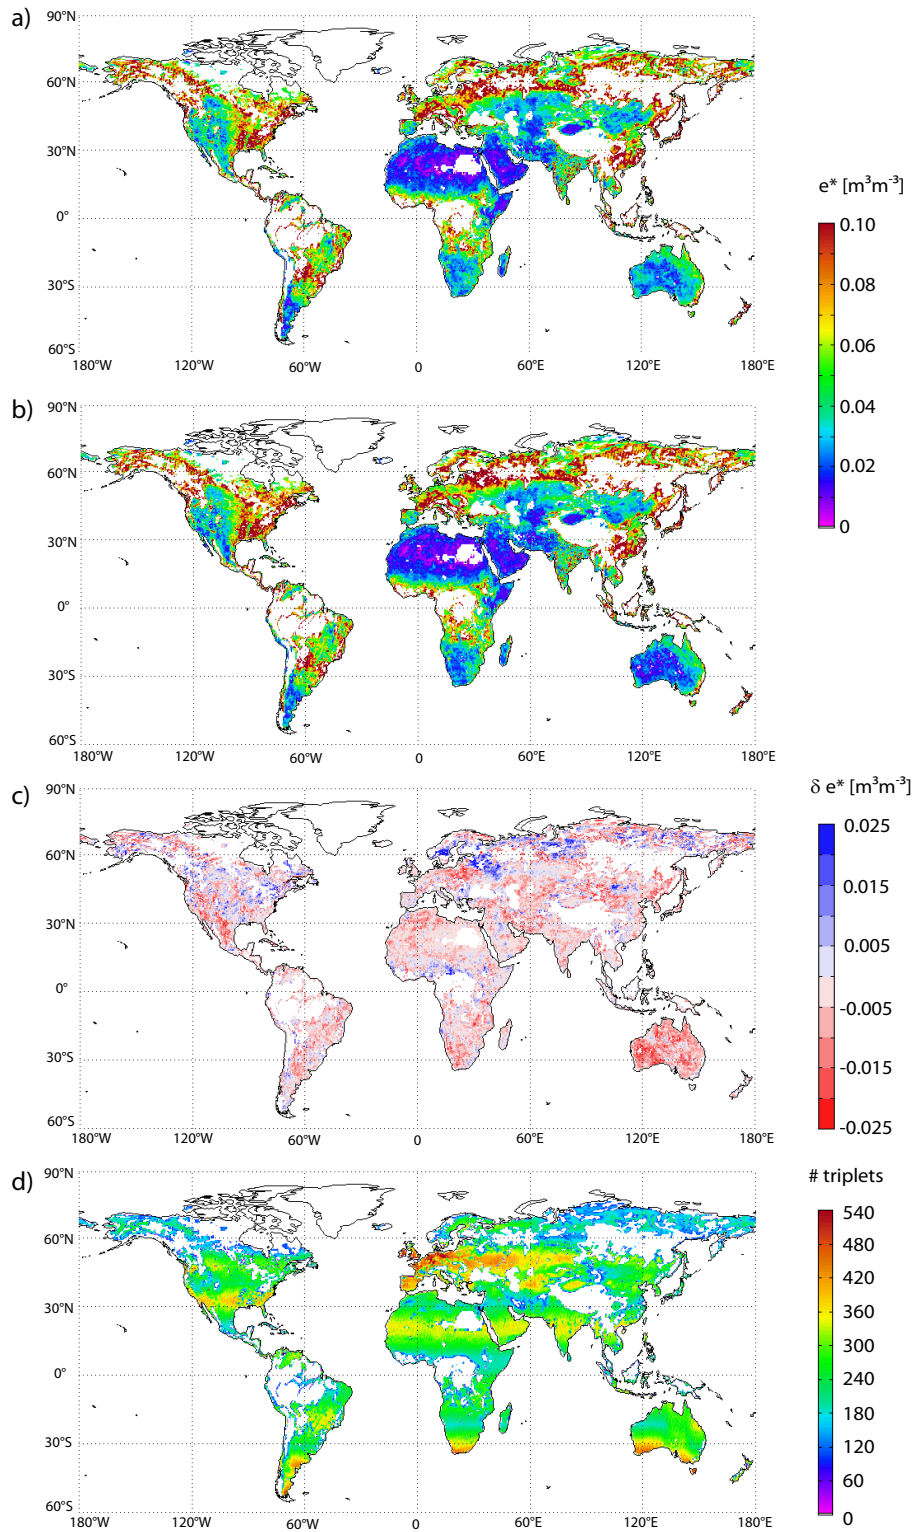 a)
90°N
60°N
30°N
0°
30°S
60°S
180°W
120°W
60°W
0
60°E
120°E
180°E
e* [m³m⁻³]
0.10
0.08
0.06
0.04
0.02
0
b)
90°N
60°N
30°N
0°
30°S
60°S
180°W
120°W
60°W
0
60°E
120°E
180°E
c)
90°N
60°N
30°N
0°
30°S
60°S
180°W
120°W
60°W
0
60°E
120°E
180°E
δ e* [m³m⁻³]
0.025
0.015
0.005
-0.005
-0.015
-0.025
d)
90°N
60°N
30°N
0°
30°S
60°S
180°W
120°W
60°W
0
60°E
120°E
180°E
# triplets
540
480
420
360
300
240
180
120
60
0